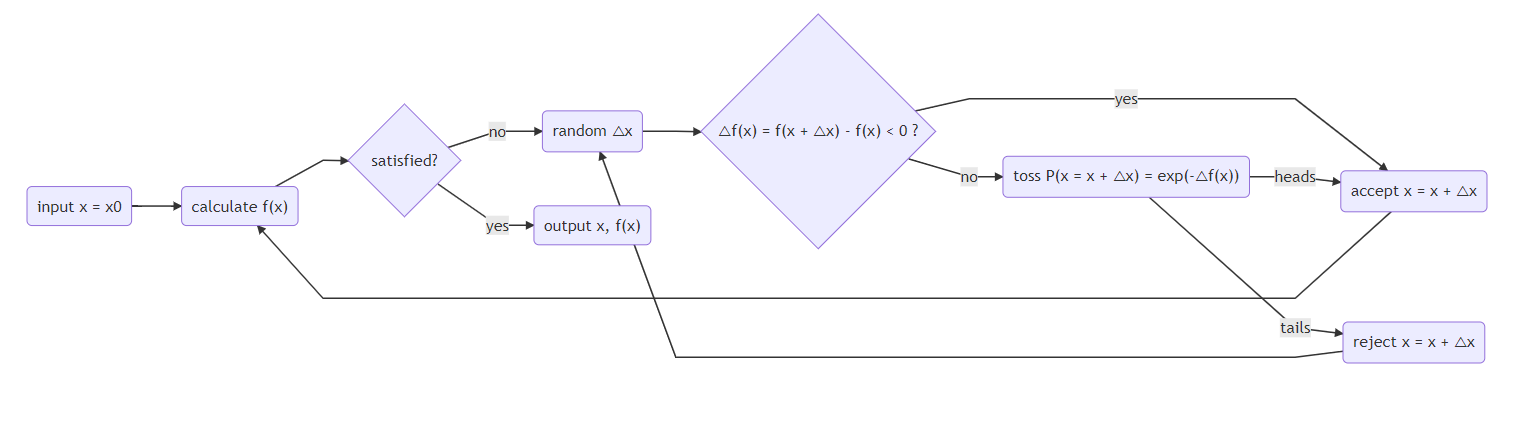 input x = x0
calculate f(x)
satisfied?
no
yes
random △x
output x, f(x)
△f(x) = f(x + △x) - f(x) < 0 ?
yes
no
toss P(x = x + △x) = exp(-△f(x))
heads
tails
accept x = x + △x
reject x = x + △x